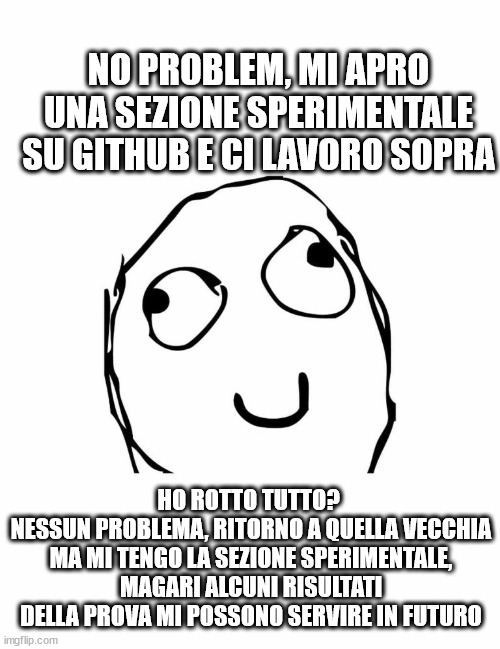 NO PROBLEM, MI APRO
UNA SEZIONE SPERIMENTALE
SU GITHUB E CI LAVORO SOPRA
HO ROTTO TUTTO?
NESSUN PROBLEMA, RITORNO A QUELLA VECCHIA
MA MI TENGO LA SEZIONE SPERIMENTALE,
MAGARI ALCUNI RISULTATI
DELLA PROVA MI POSSONO SERVIRE IN FUTURO
imgflip.com